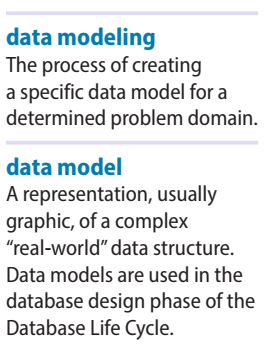 data modeling
The process of creating
a specific data model for a
determined problem domain.
data model
A representation, usually
graphic, of a complex
“real-world” data structure.
Data models are used in the
database design phase of the
Database Life Cycle.